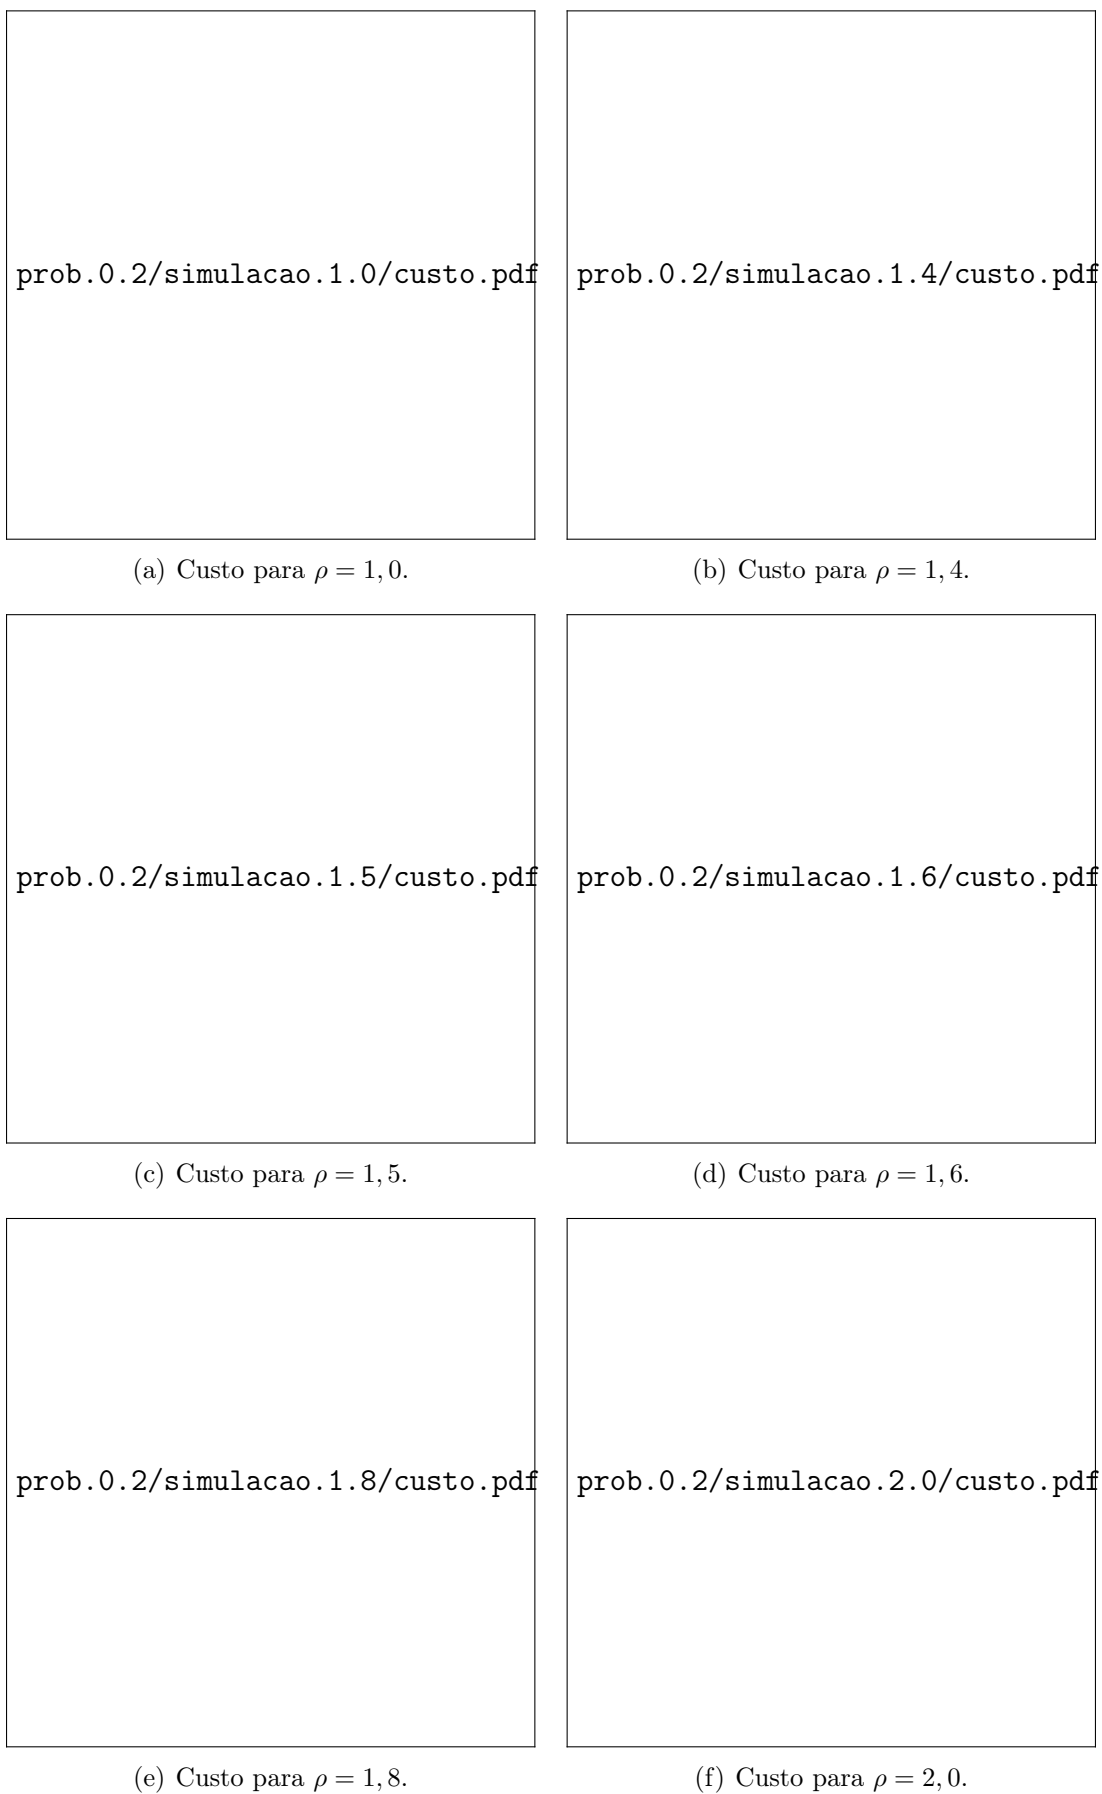 prob.0.2/simulacao.1.0/custo.pdf
prob.0.2/simulacao.1.4/custo.pdf
(a) Custo para ρ = 1, 0.
(b) Custo para ρ = 1, 4.
prob.0.2/simulacao.1.5/custo.pdf
prob.0.2/simulacao.1.6/custo.pdf
(c) Custo para ρ = 1, 5.
(d) Custo para ρ = 1, 6.
prob.0.2/simulacao.1.8/custo.pdf
prob.0.2/simulacao.2.0/custo.pdf
(e) Custo para ρ = 1, 8.
(f) Custo para ρ = 2, 0.